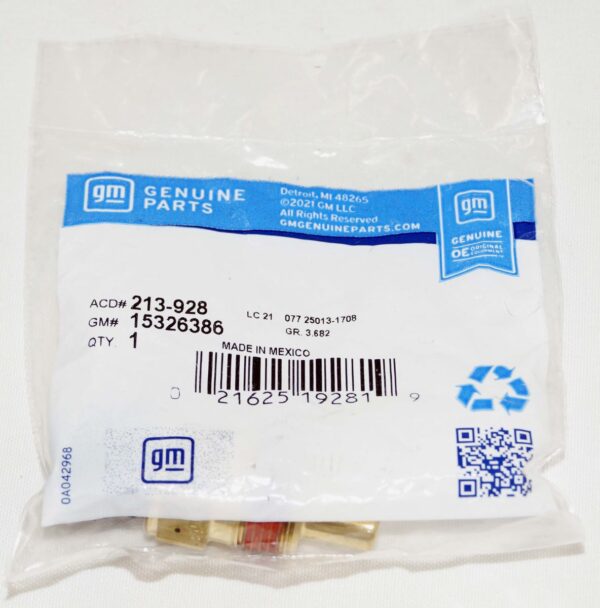 gm GENUINE PARTS
Detroit, MI 48265
©2021 GM LLC
All Rights Reserved
GMGENUINEPARTS.COM
gm
GENUINE
OE ORIGINAL EQUIPMENT
ACD# 213-928
GM# 15326386
QTY. 1
LC 21 077 25013-1708
GR. 3.682
MADE IN MEXICO
0 21625 19281 9
gm
0A042968